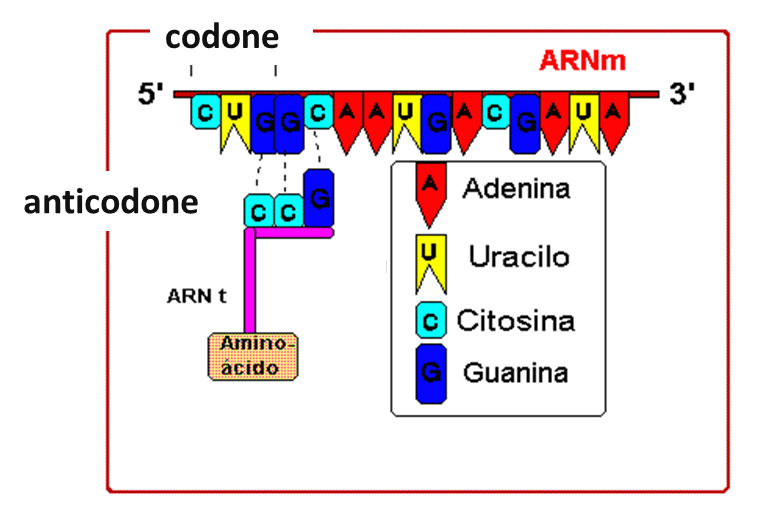 codone
ARNm
5' C U G G C A A U G A C G A U A 3'
anticodone
C C G
ARN t
Amino-
ácido
A Adenina
U Uracilo
C Citosina
G Guanina